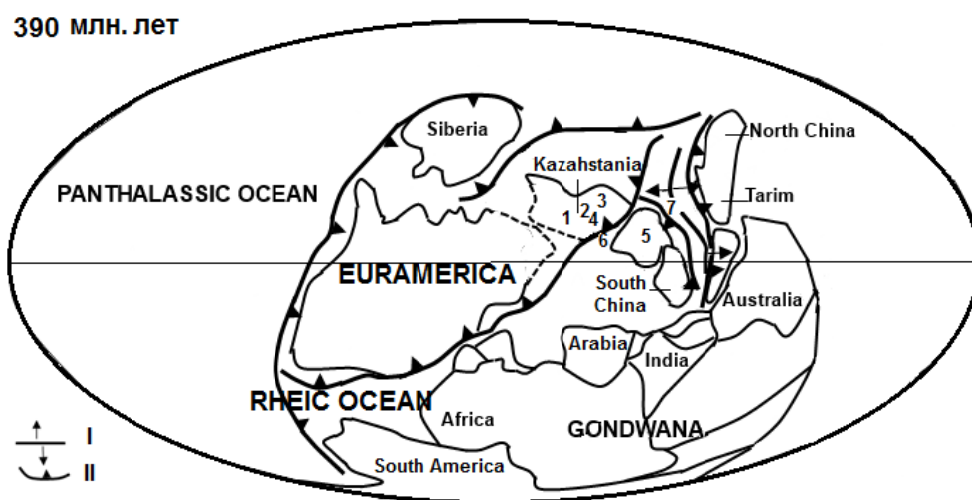 390 млн. лет
Siberia
North China
Kazahstania
PANTHALASSIC OCEAN
Tarim
3
2
1
4
7
5
6
EURAMERICA
South
China
Australia
Arabia
India
RHEIC OCEAN
Africa
GONDWANA
South America
I
II